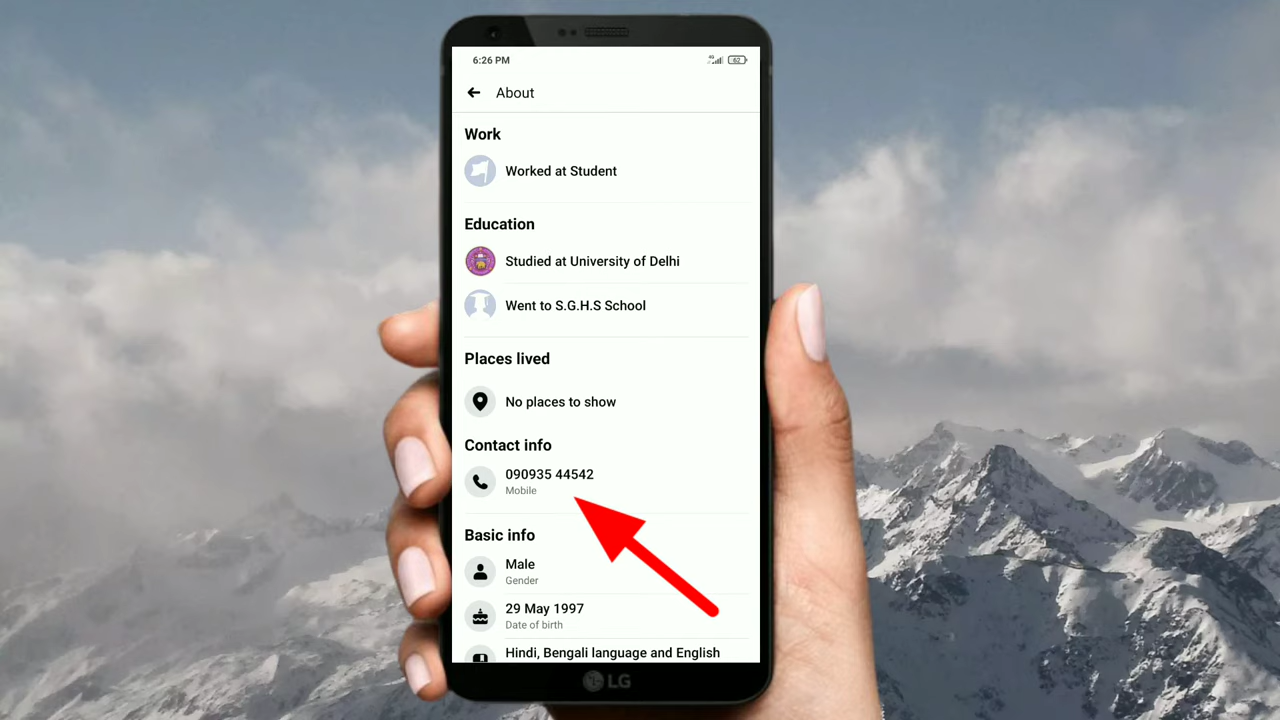 6:26 PM
4G
62
About
Work
Worked at Student
Education
Studied at University of Delhi
Went to S.G.H.S School
Places lived
No places to show
Contact info
090935 44542
Mobile
Basic info
Male
Gender
29 May 1997
Date of birth
Hindi, Bengali language and English
LG